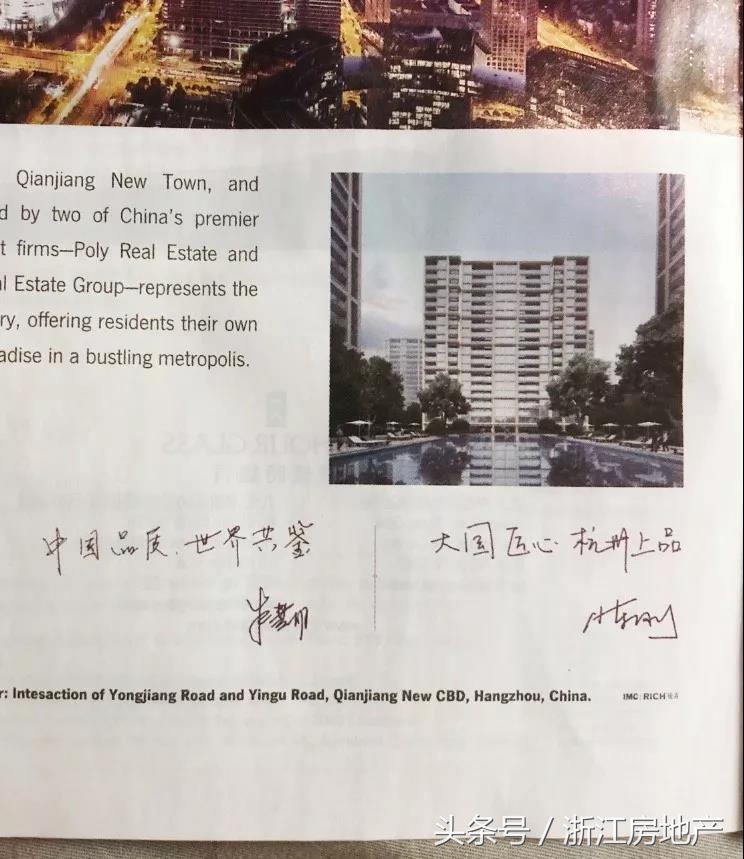 Qianjiang New Town, and
d by two of China's premier
t firms—Poly Real Estate and
l Estate Group—represents the
ry, offering residents their own
adise in a bustling metropolis.
中国品质、世界共鉴
大国匠心 杭州上品
r: Intesaction of Yongjiang Road and Yingu Road, Qianjiang New CBD, Hangzhou, China.
IMC: RICH
头条号 / 浙江房地产